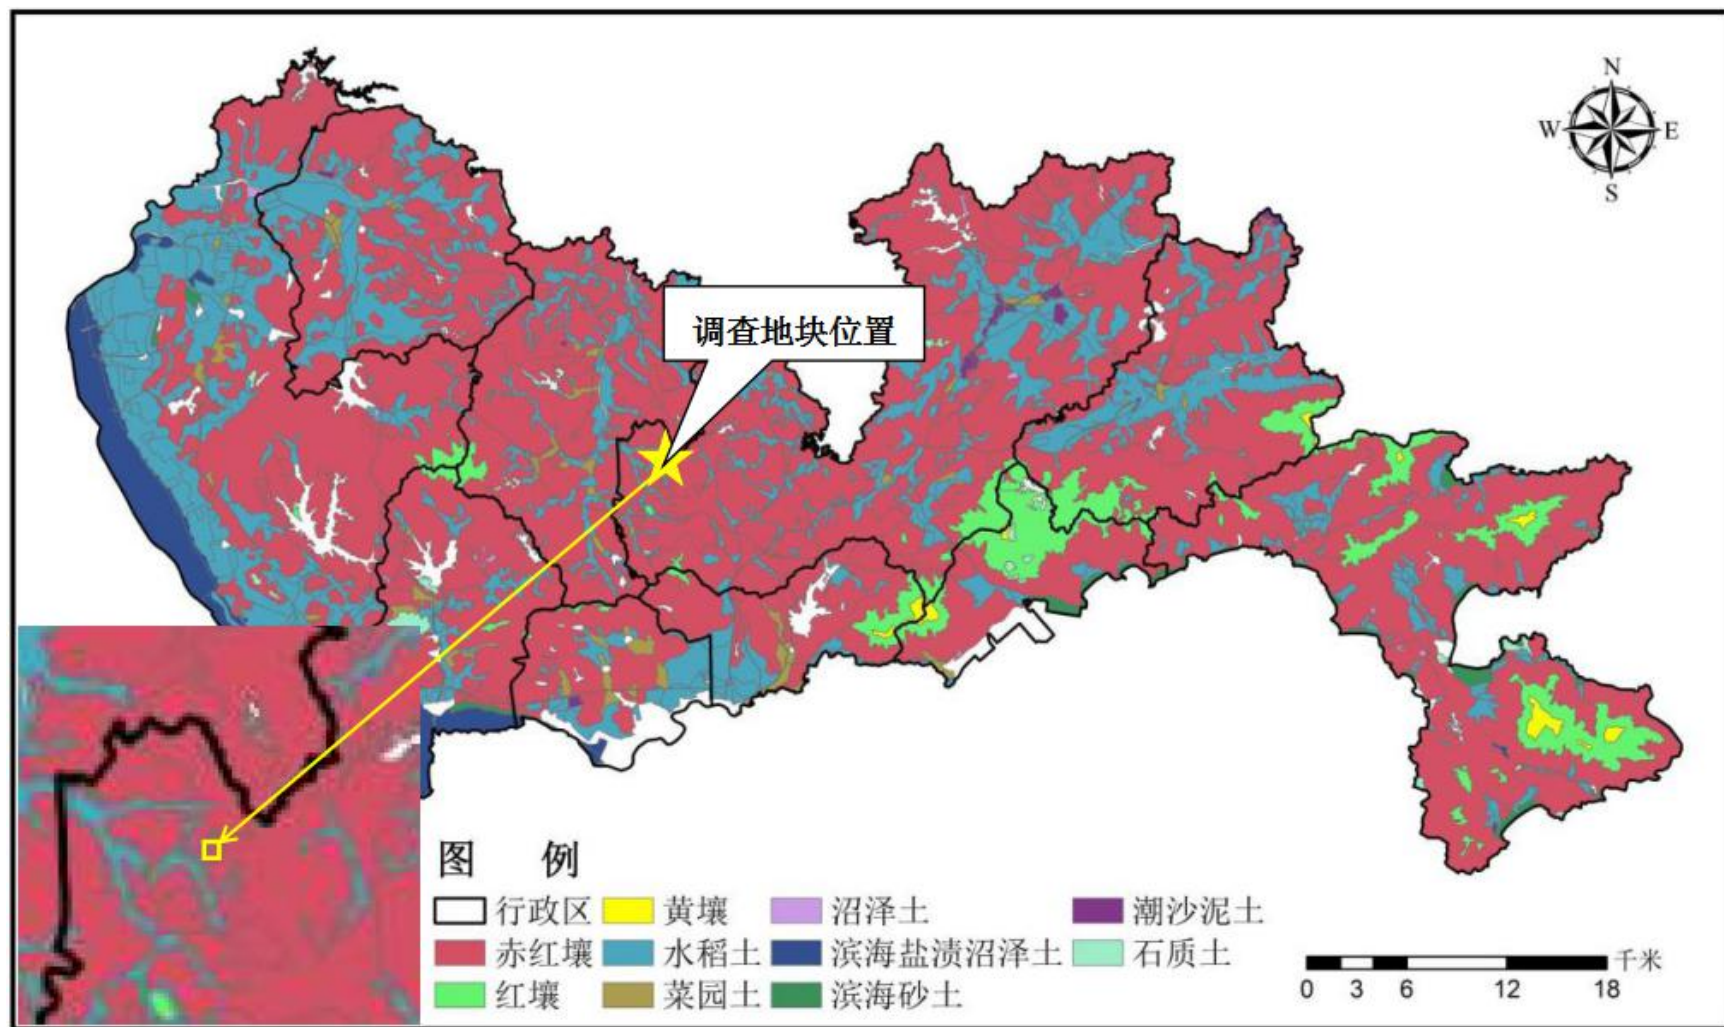 N
W
E
S
调查地块位置
图 例
行政区 黄壤 沼泽土 潮沙泥土
赤红壤 水稻土 滨海盐渍沼泽土 石质土
红壤 菜园土 滨海砂土
千米
0 3 6 12 18